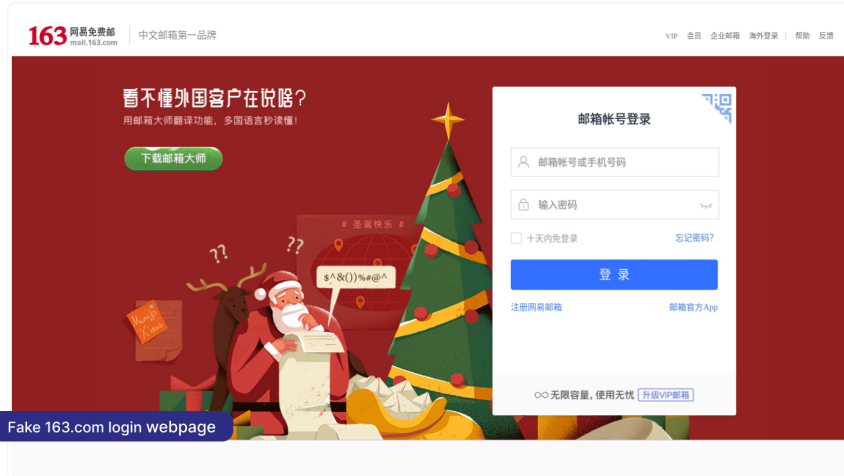 163 网易免费邮
mail.163.com
中文邮箱第一品牌
VIP 会员 企业邮箱 海外登录 | 帮助 反馈
看不懂外国客户在说啥?
用邮箱大师翻译功能，多国语言秒读懂!
下载邮箱大师
# 圣诞快乐 #
??
??
$^&())%#@^
邮箱帐号登录
邮箱帐号或手机号码
输入密码
十天内免登录
忘记密码?
登 录
注册网易邮箱
邮箱官方App
无限容量，使用无忧 升级VIP邮箱
Fake 163.com login webpage